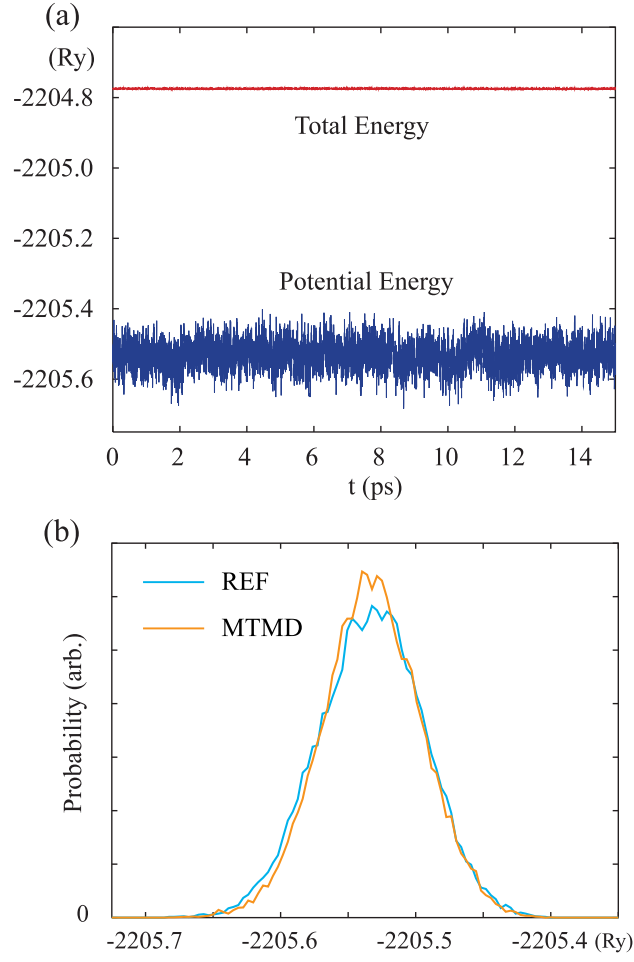 (a)
(Ry)
-2204.8
Total Energy
-2205.0
-2205.2
Potential Energy
-2205.4
-2205.6
0 2 4 6 8 10 12 14
t (ps)
(b)
REF
MTMD
Probability (arb.)
0
-2205.7 -2205.6 -2205.5 -2205.4 (Ry)